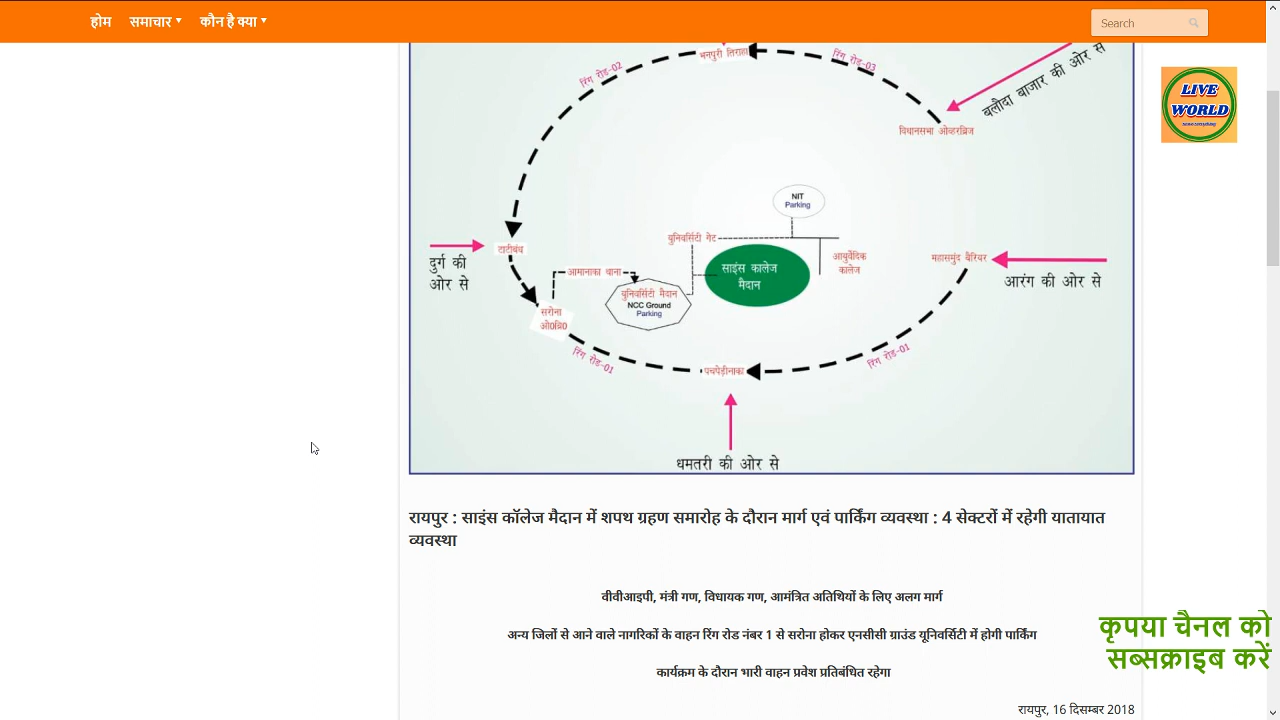 होम समाचार कौन है क्या
Search
भनपुरी तिराहा
रिंग रोड-02
रिंग रोड-03
बलौदा बाजार की ओर से
विधानसभा ओव्हरब्रिज
LIVE
WORLD
NIT
Parking
युनिवर्सिटी गेट
टाटीबंध
दुर्ग की
ओर से
आमानाका थाना
साइंस कालेज
मैदान
आयुर्वेदिक
कालेज
महासमुंद बैरियर
आरंग की ओर से
युनिवर्सिटी मैदान
NCC Ground
Parking
सरोना
ओ0ब्रि0
रिंग रोड-01
रिंग रोड-01
पचपेड़ीनाका
धमतरी की ओर से
रायपुर : साइंस कॉलेज मैदान में शपथ ग्रहण समारोह के दौरान मार्ग एवं पार्किंग व्यवस्था : 4 सेक्टरों में रहेगी यातायात
व्यवस्था
वीवीआइपी, मंत्री गण, विधायक गण, आमंत्रित अतिथियों के लिए अलग मार्ग
अन्य जिलों से आने वाले नागरिकों के वाहन रिंग रोड नंबर 1 से सरोना होकर एनसीसी ग्राउंड यूनिवर्सिटी में होगी पार्किंग
कार्यक्रम के दौरान भारी वाहन प्रवेश प्रतिबंधित रहेगा
रायपुर, 16 दिसम्बर 2018
कृपया चैनल को
सब्सक्राइब करें